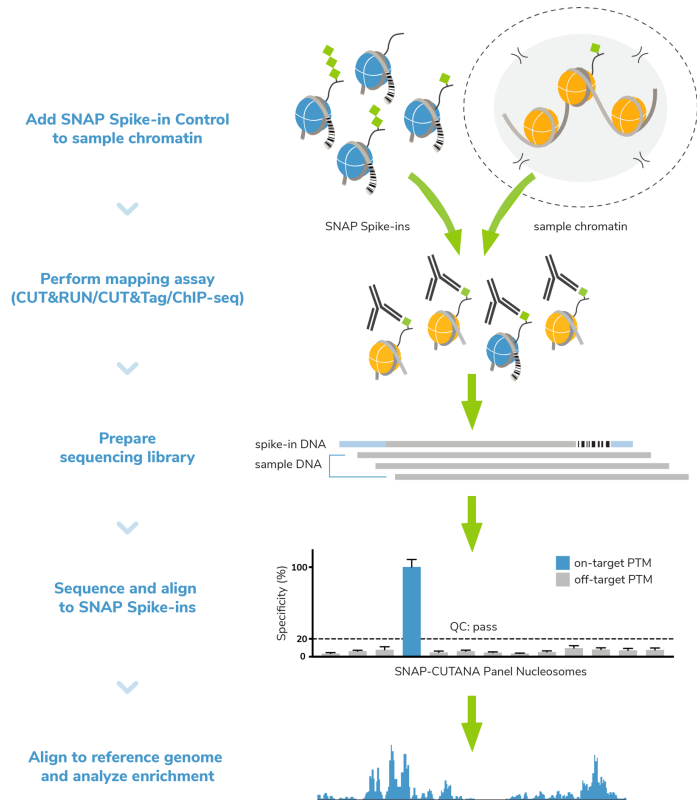 Add SNAP Spike-in Control
to sample chromatin
SNAP Spike-ins
sample chromatin
Perform mapping assay
(CUT&RUN/CUT&Tag/ChIP-seq)
Prepare
sequencing library
spike-in DNA
sample DNA
Sequence and align
to SNAP Spike-ins
Specificity (%)
100
20
0
on-target PTM
off-target PTM
QC: pass
SNAP-CUTANA Panel Nucleosomes
Align to reference genome
and analyze enrichment